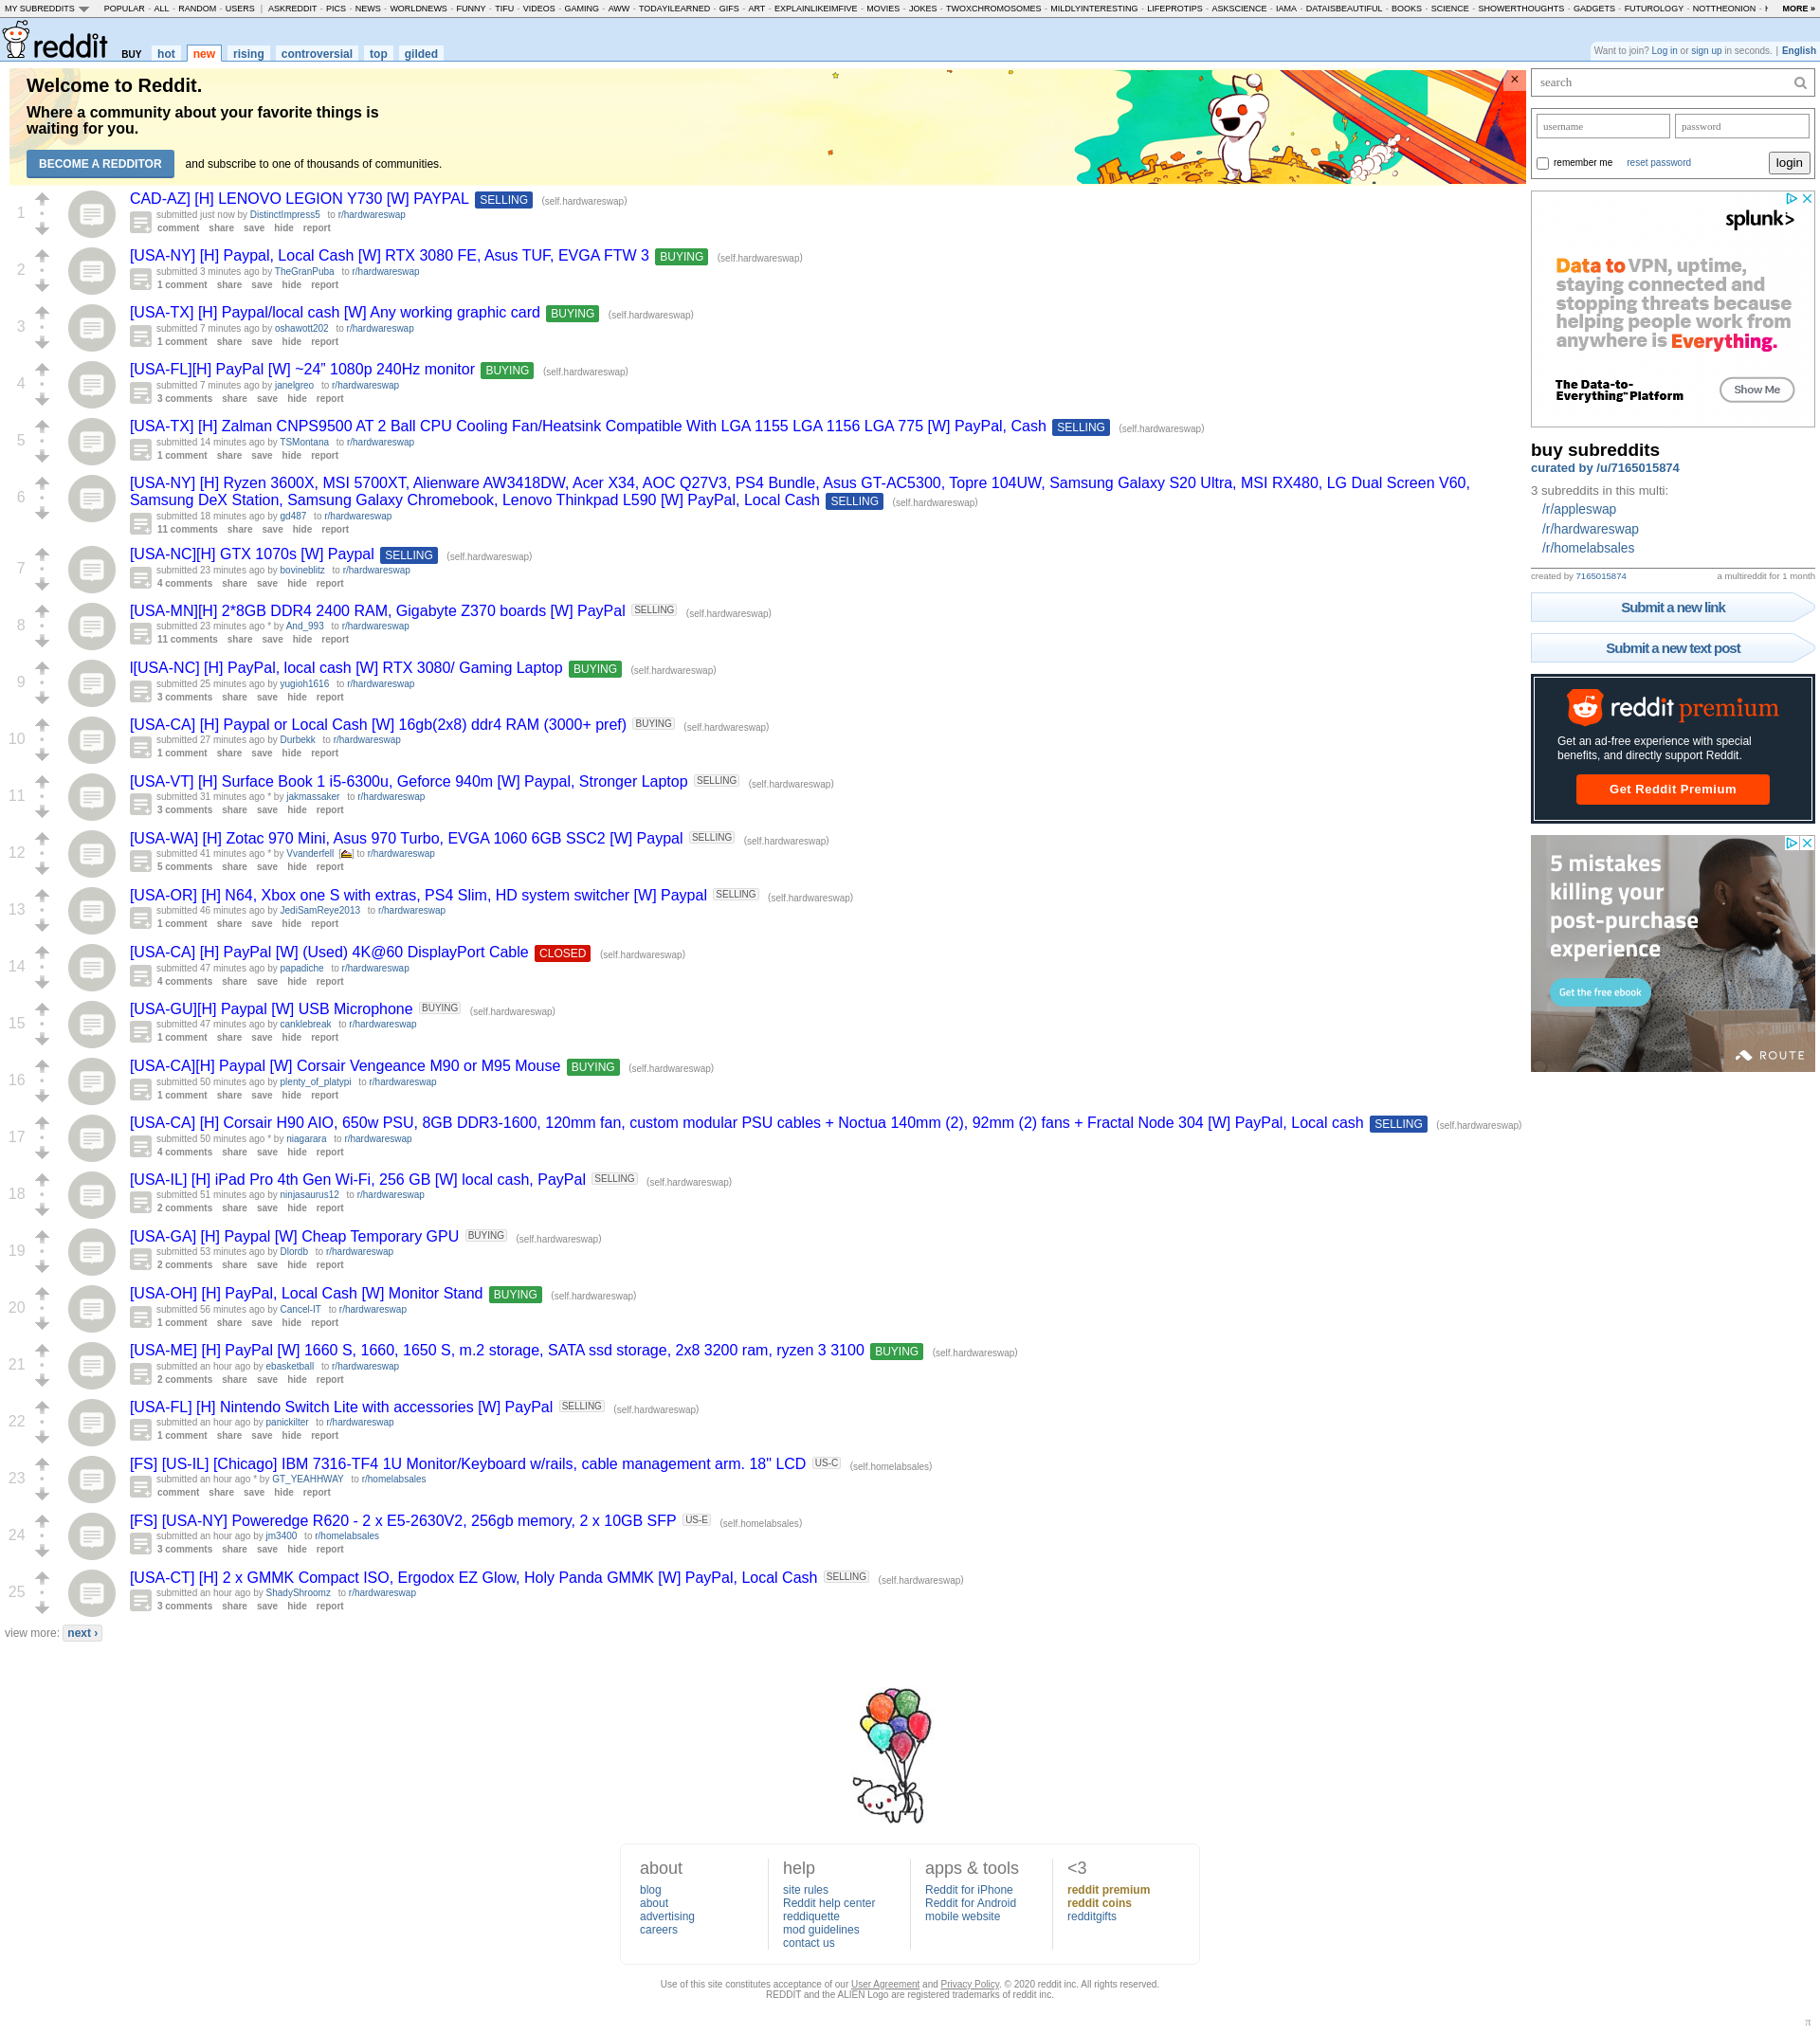 MY SUBREDDITS POPULAR - ALL - RANDOM - USERS | ASKREDDIT - PICS - NEWS - WORLDNEWS - FUNNY - TIFU - VIDEOS - GAMING - AWW - TODAYILEARNED - GIFS - ART - EXPLAINLIKEIMFIVE - MOVIES - JOKES - TWOXCHROMOSOMES - MILDLYINTERESTING - LIFEPROTIPS - ASKSCIENCE - IAMA - DATAISBEAUTIFUL - BOOKS - SCIENCE - SHOWERTHOUGHTS - GADGETS - FUTUROLOGY - NOTTHEONION - MORE »
reddit BUY hot new rising controversial top gilded
Want to join? Log in or sign up in seconds. | English
Welcome to Reddit.
Where a community about your favorite things is
waiting for you.
BECOME A REDDITOR and subscribe to one of thousands of communities.
×
1
CAD-AZ] [H] LENOVO LEGION Y730 [W] PAYPAL SELLING (self.hardwareswap)
submitted just now by DistinctImpress5 to r/hardwareswap
comment share save hide report
2
[USA-NY] [H] Paypal, Local Cash [W] RTX 3080 FE, Asus TUF, EVGA FTW 3 BUYING (self.hardwareswap)
submitted 3 minutes ago by TheGranPuba to r/hardwareswap
1 comment share save hide report
3
[USA-TX] [H] Paypal/local cash [W] Any working graphic card BUYING (self.hardwareswap)
submitted 7 minutes ago by oshawott202 to r/hardwareswap
1 comment share save hide report
4
[USA-FL][H] PayPal [W] ~24” 1080p 240Hz monitor BUYING (self.hardwareswap)
submitted 7 minutes ago by janelgreo to r/hardwareswap
3 comments share save hide report
5
[USA-TX] [H] Zalman CNPS9500 AT 2 Ball CPU Cooling Fan/Heatsink Compatible With LGA 1155 LGA 1156 LGA 775 [W] PayPal, Cash SELLING (self.hardwareswap)
submitted 14 minutes ago by TSMontana to r/hardwareswap
1 comment share save hide report
6
[USA-NY] [H] Ryzen 3600X, MSI 5700XT, Alienware AW3418DW, Acer X34, AOC Q27V3, PS4 Bundle, Asus GT-AC5300, Topre 104UW, Samsung Galaxy S20 Ultra, MSI RX480, LG Dual Screen V60,
Samsung DeX Station, Samsung Galaxy Chromebook, Lenovo Thinkpad L590 [W] PayPal, Local Cash SELLING (self.hardwareswap)
submitted 18 minutes ago by gd487 to r/hardwareswap
11 comments share save hide report
7
[USA-NC][H] GTX 1070s [W] Paypal SELLING (self.hardwareswap)
submitted 23 minutes ago by bovineblitz to r/hardwareswap
4 comments share save hide report
8
[USA-MN][H] 2*8GB DDR4 2400 RAM, Gigabyte Z370 boards [W] PayPal SELLING (self.hardwareswap)
submitted 23 minutes ago * by And_993 to r/hardwareswap
11 comments share save hide report
9
I[USA-NC] [H] PayPal, local cash [W] RTX 3080/ Gaming Laptop BUYING (self.hardwareswap)
submitted 25 minutes ago by yugioh1616 to r/hardwareswap
3 comments share save hide report
10
[USA-CA] [H] Paypal or Local Cash [W] 16gb(2x8) ddr4 RAM (3000+ pref) BUYING (self.hardwareswap)
submitted 27 minutes ago by Durbekk to r/hardwareswap
1 comment share save hide report
11
[USA-VT] [H] Surface Book 1 i5-6300u, Geforce 940m [W] Paypal, Stronger Laptop SELLING (self.hardwareswap)
submitted 31 minutes ago * by jakmassaker to r/hardwareswap
3 comments share save hide report
12
[USA-WA] [H] Zotac 970 Mini, Asus 970 Turbo, EVGA 1060 6GB SSC2 [W] Paypal SELLING (self.hardwareswap)
submitted 41 minutes ago * by Vvanderfell [] to r/hardwareswap
5 comments share save hide report
13
[USA-OR] [H] N64, Xbox one S with extras, PS4 Slim, HD system switcher [W] Paypal SELLING (self.hardwareswap)
submitted 46 minutes ago by JediSamReye2013 to r/hardwareswap
1 comment share save hide report
14
[USA-CA] [H] PayPal [W] (Used) 4K@60 DisplayPort Cable CLOSED (self.hardwareswap)
submitted 47 minutes ago by papadiche to r/hardwareswap
4 comments share save hide report
15
[USA-GU][H] Paypal [W] USB Microphone BUYING (self.hardwareswap)
submitted 47 minutes ago by canklebreak to r/hardwareswap
1 comment share save hide report
16
[USA-CA][H] Paypal [W] Corsair Vengeance M90 or M95 Mouse BUYING (self.hardwareswap)
submitted 50 minutes ago by plenty_of_platypi to r/hardwareswap
1 comment share save hide report
17
[USA-CA] [H] Corsair H90 AIO, 650w PSU, 8GB DDR3-1600, 120mm fan, custom modular PSU cables + Noctua 140mm (2), 92mm (2) fans + Fractal Node 304 [W] PayPal, Local cash SELLING (self.hardwareswap)
submitted 50 minutes ago * by niagarara to r/hardwareswap
4 comments share save hide report
18
[USA-IL] [H] iPad Pro 4th Gen Wi-Fi, 256 GB [W] local cash, PayPal SELLING (self.hardwareswap)
submitted 51 minutes ago by ninjasaurus12 to r/hardwareswap
2 comments share save hide report
19
[USA-GA] [H] Paypal [W] Cheap Temporary GPU BUYING (self.hardwareswap)
submitted 53 minutes ago by Dlordb to r/hardwareswap
2 comments share save hide report
20
[USA-OH] [H] PayPal, Local Cash [W] Monitor Stand BUYING (self.hardwareswap)
submitted 56 minutes ago by Cancel-IT to r/hardwareswap
1 comment share save hide report
21
[USA-ME] [H] PayPal [W] 1660 S, 1660, 1650 S, m.2 storage, SATA ssd storage, 2x8 3200 ram, ryzen 3 3100 BUYING (self.hardwareswap)
submitted an hour ago by ebasketball to r/hardwareswap
2 comments share save hide report
22
[USA-FL] [H] Nintendo Switch Lite with accessories [W] PayPal SELLING (self.hardwareswap)
submitted an hour ago by panickilter to r/hardwareswap
1 comment share save hide report
23
[FS] [US-IL] [Chicago] IBM 7316-TF4 1U Monitor/Keyboard w/rails, cable management arm. 18" LCD US-C (self.homelabsales)
submitted an hour ago * by GT_YEAHHWAY to r/homelabsales
comment share save hide report
24
[FS] [USA-NY] Poweredge R620 - 2 x E5-2630V2, 256gb memory, 2 x 10GB SFP US-E (self.homelabsales)
submitted an hour ago by jm3400 to r/homelabsales
3 comments share save hide report
25
[USA-CT] [H] 2 x GMMK Compact ISO, Ergodox EZ Glow, Holy Panda GMMK [W] PayPal, Local Cash SELLING (self.hardwareswap)
submitted an hour ago by ShadyShroomz to r/hardwareswap
3 comments share save hide report
view more: next ›
search
username password
remember me reset password login
splunk>
Data to VPN, uptime,
staying connected and
stopping threats because
helping people work from
anywhere is Everything.
The Data-to-
Everything™ Platform
Show Me
buy subreddits
curated by /u/7165015874
3 subreddits in this multi:
/r/appleswap
/r/hardwareswap
/r/homelabsales
created by 7165015874 a multireddit for 1 month
Submit a new link
Submit a new text post
reddit premium
Get an ad-free experience with special
benefits, and directly support Reddit.
Get Reddit Premium
5 mistakes
killing your
post-purchase
experience
Get the free ebook
ROUTE
about
blog
about
advertising
careers
help
site rules
Reddit help center
reddiquette
mod guidelines
contact us
apps & tools
Reddit for iPhone
Reddit for Android
mobile website
<3
reddit premium
reddit coins
redditgifts
Use of this site constitutes acceptance of our User Agreement and Privacy Policy. © 2020 reddit inc. All rights reserved.
REDDIT and the ALIEN Logo are registered trademarks of reddit inc.
π